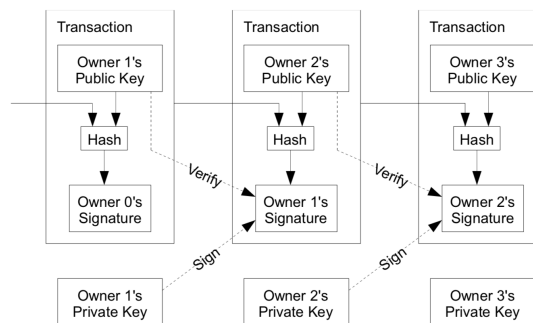 Transaction
Transaction
Transaction
Owner 1's
Public Key
Owner 2's
Public Key
Owner 3's
Public Key
Hash
Hash
Hash
Verify
Verify
Owner 0's
Signature
Owner 1's
Signature
Owner 2's
Signature
Sign
Sign
Owner 1's
Private Key
Owner 2's
Private Key
Owner 3's
Private Key